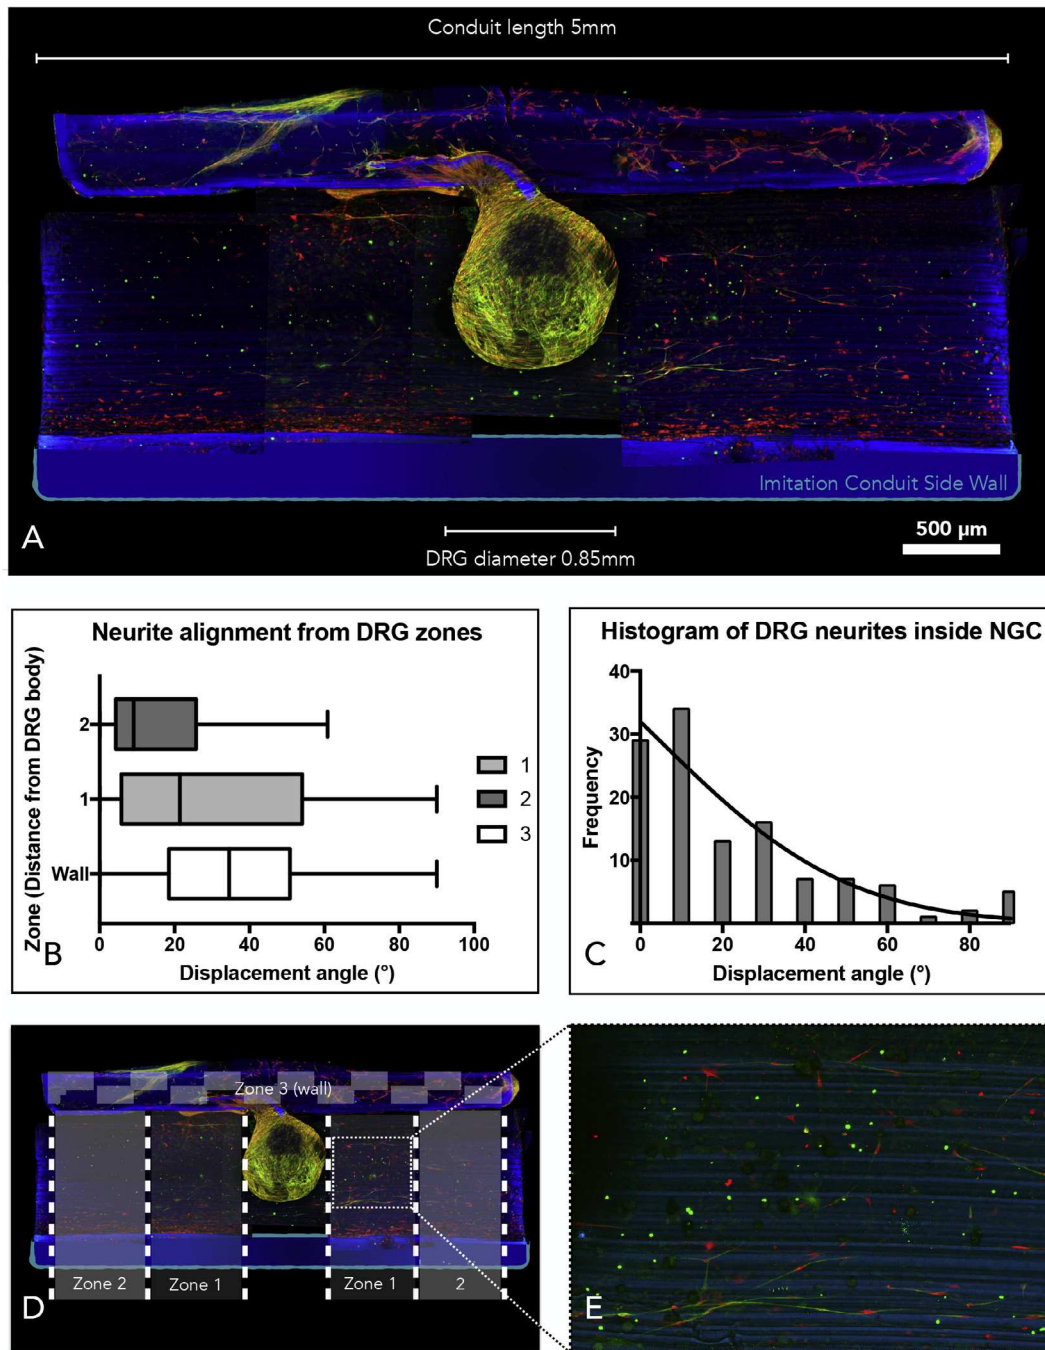 Conduit length 5mm
Imitation Conduit Side Wall
A
500 µm
DRG diameter 0.85mm
Neurite alignment from DRG zones
Zone (Distance from DRG body)
2
1
Wall
1
2
3
0 20 40 60 80 100
B
Displacement angle (°)
Histogram of DRG neurites inside NGC
Frequency
40
30
20
10
0 20 40 60 80
C
Displacement angle (°)
Zone 3 (wall)
Zone 2 Zone 1 Zone 1 2
D
E